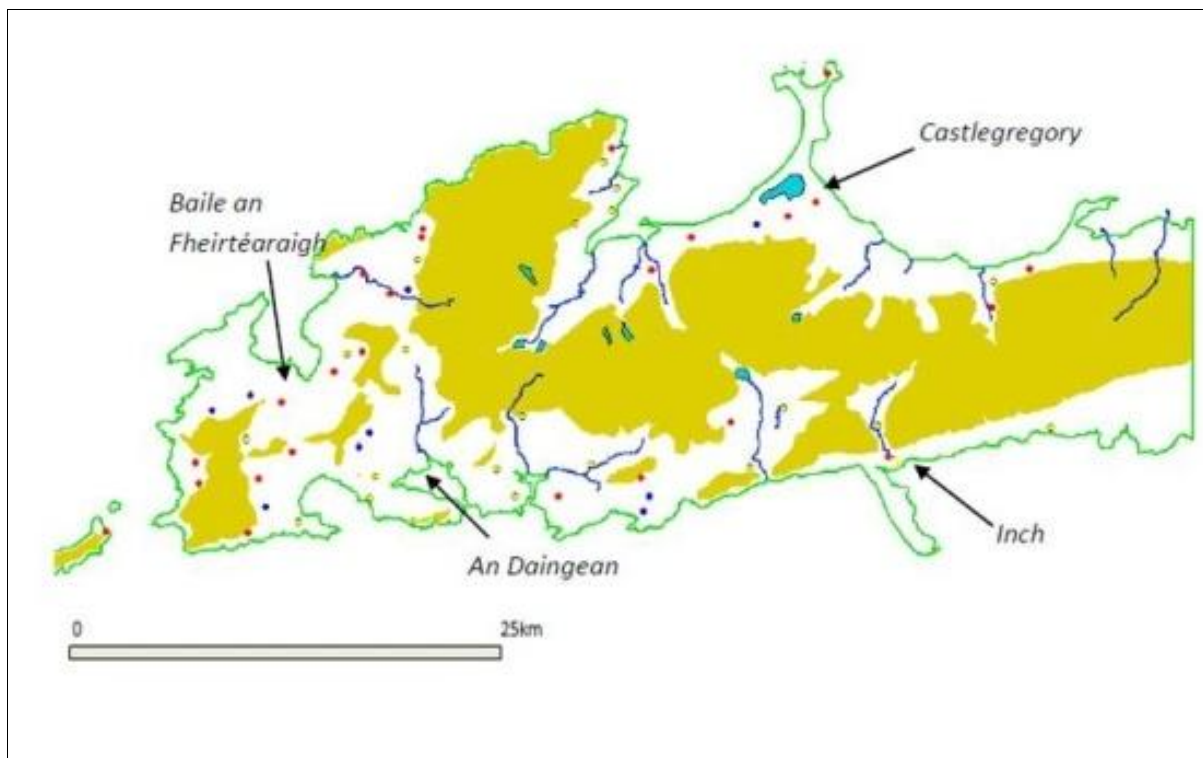 Castlegregory
Baile an
Fheirtéaraigh
Inch
An Daingean
0 25km